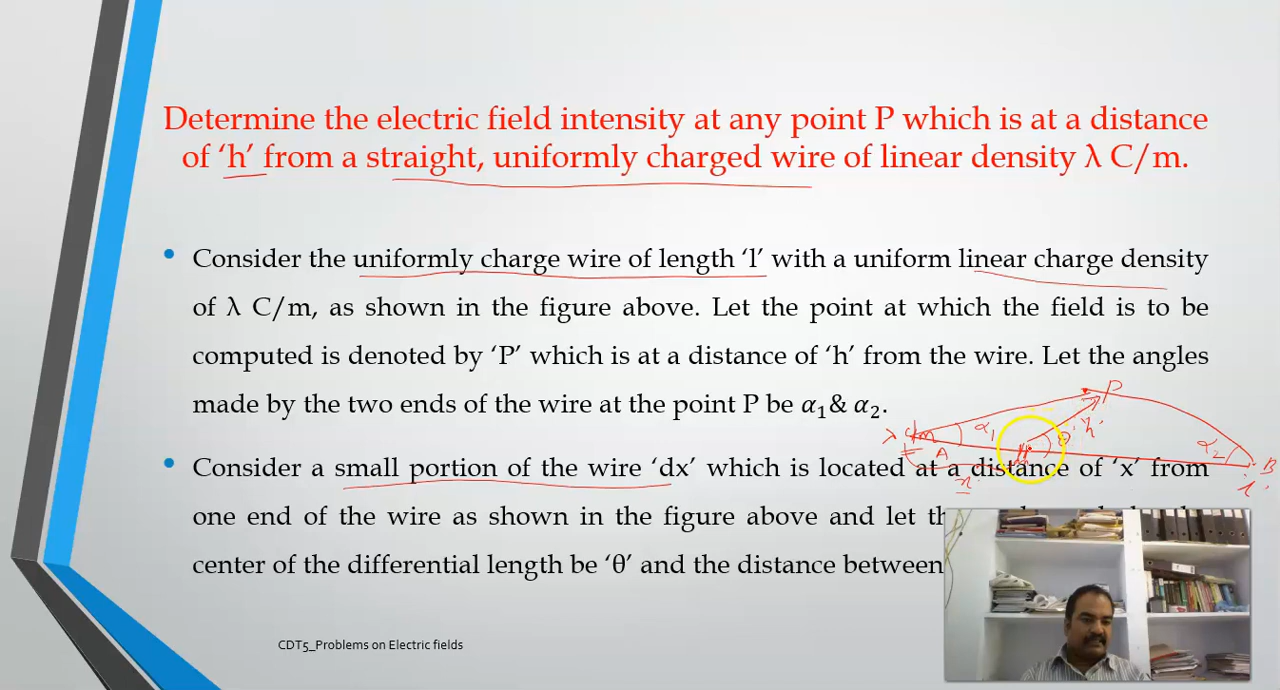 Determine the electric field intensity at any point P which is at a distance
of ‘h’ from a straight, uniformly charged wire of linear density λ C/m.
Consider the uniformly charge wire of length ‘l’ with a uniform linear charge density
of λ C/m, as shown in the figure above. Let the point at which the field is to be
computed is denoted by ‘P’ which is at a distance of ‘h’ from the wire. Let the angles
made by the two ends of the wire at the point P be α₁& α₂.
P
λ C/m
α₁
θ
α₂
A
B
Consider a small portion of the wire ‘dx’ which is located at a distance of ‘x’ from
one end of the wire as shown in the figure above and let
center of the differential length be ‘θ’ and the distance between
CDT5_Problems on Electric fields